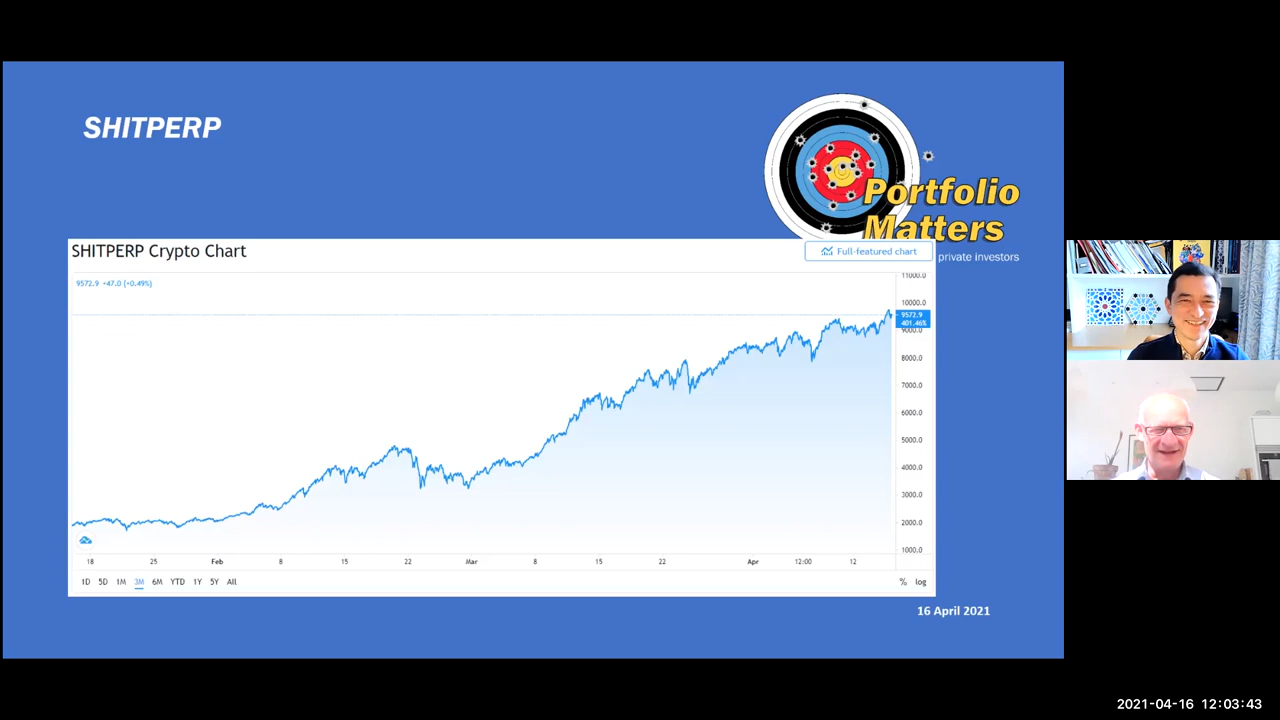 SHITPERP
Portfolio
Matters
private investors
SHITPERP Crypto Chart
Full-featured chart
9572.9 +47.0 (+0.49%)
11000.0
10000.0
9572.9
401.46%
9000.0
8000.0
7000.0
6000.0
5000.0
4000.0
3000.0
2000.0
1000.0
18 25 Feb 8 15 22 Mar 8 15 22 Apr 12:00 12
1D 5D 1M 3M 6M YTD 1Y 5Y All % log
16 April 2021
2021-04-16 12:03:43